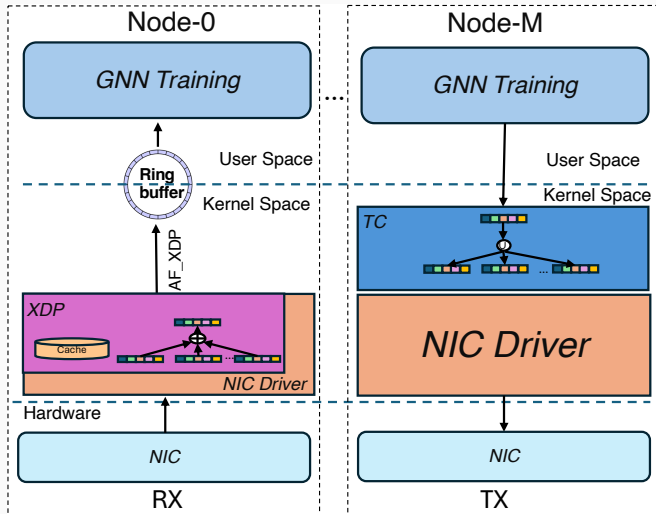 Node-0
GNN Training
User Space
Ring
buffer
Kernel Space
AF_XDP
XDP
Cache
...
NIC Driver
Hardware
NIC
RX
...
Node-M
GNN Training
User Space
Kernel Space
TC
...
NIC Driver
NIC
TX